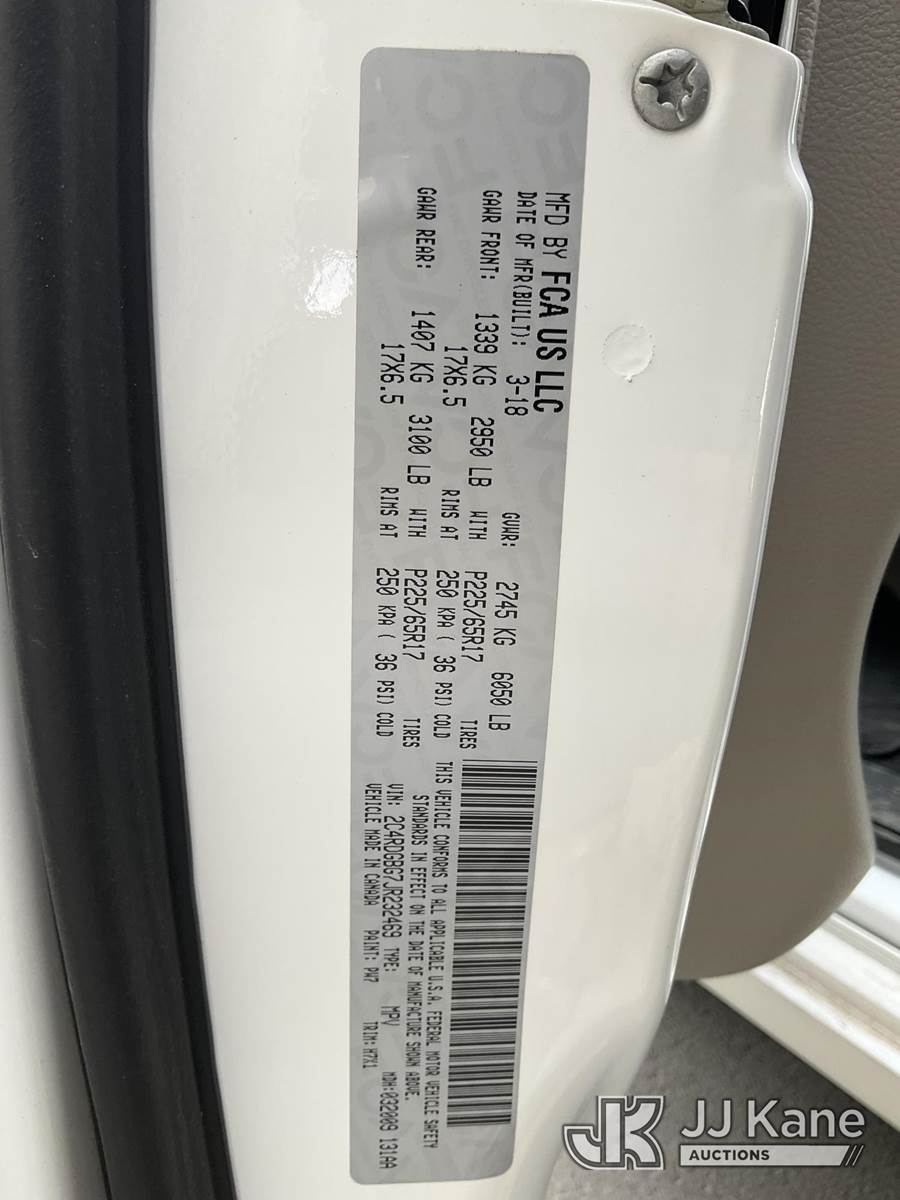 MFD BY FCA US LLC
DATE OF MFR(BUILT): 3-18 GVWR: 2745 KG 6050 LB
GAWR FRONT: 1339 KG 2950 LB WITH P225/65R17 TIRES
17X6.5 RIMS AT 250 KPA ( 36 PSI) COLD
GAWR REAR: 1407 KG 3100 LB WITH P225/65R17 TIRES
17X6.5 RIMS AT 250 KPA ( 36 PSI) COLD
THIS VEHICLE CONFORMS TO ALL APPLICABLE U.S.A. FEDERAL MOTOR VEHICLE SAFETY
STANDARDS IN EFFECT ON THE DATE OF MANUFACTURE SHOWN ABOVE.
VIN: 2C4RDGBG7JR232469 TYPE: MPV MDH:032009 131AA
VEHICLE MADE IN CANADA PAINT: PW7 TRIM:H7X1
JK JJ Kane
AUCTIONS